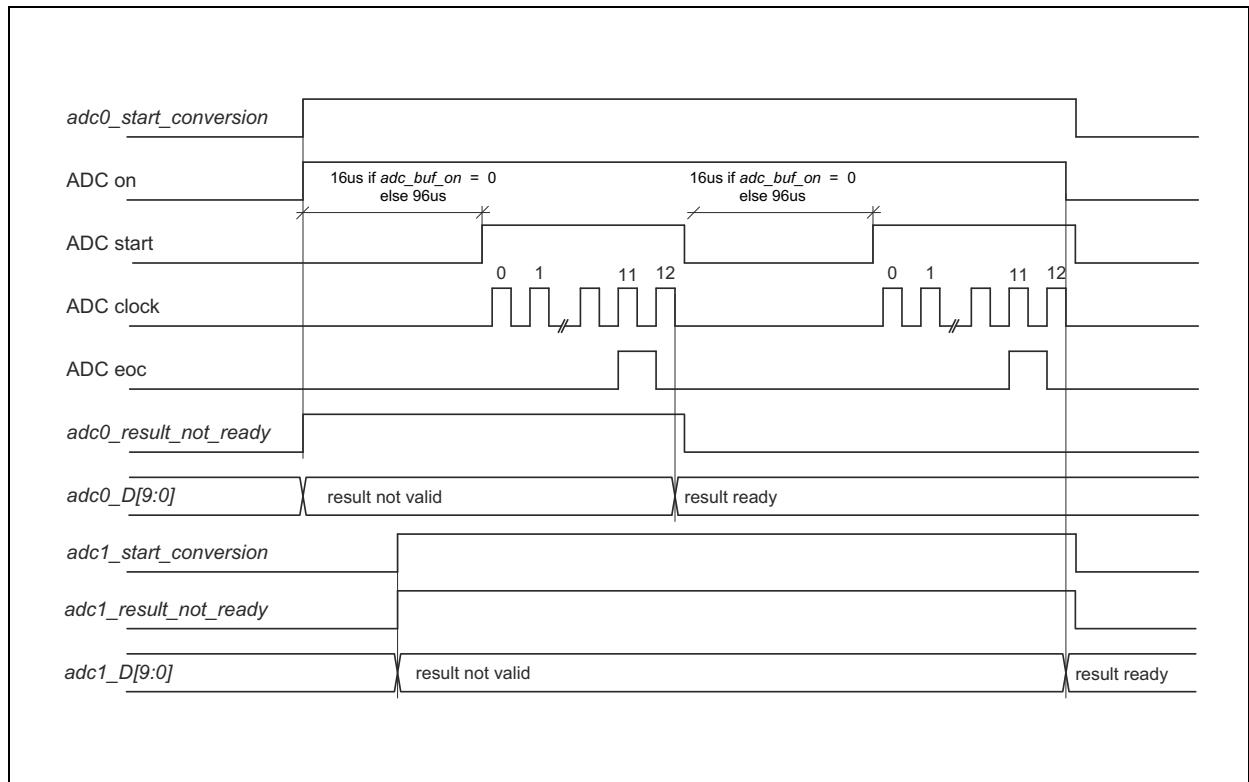 adc0_start_conversion
ADC on
16us if adc_buf_on = 0
else 96us
16us if adc_buf_on = 0
else 96us
ADC start
0 1 11 12 0 1 11 12
ADC clock
ADC eoc
adc0_result_not_ready
adc0_D[9:0] result not valid result ready
adc1_start_conversion
adc1_result_not_ready
adc1_D[9:0] result not valid result ready